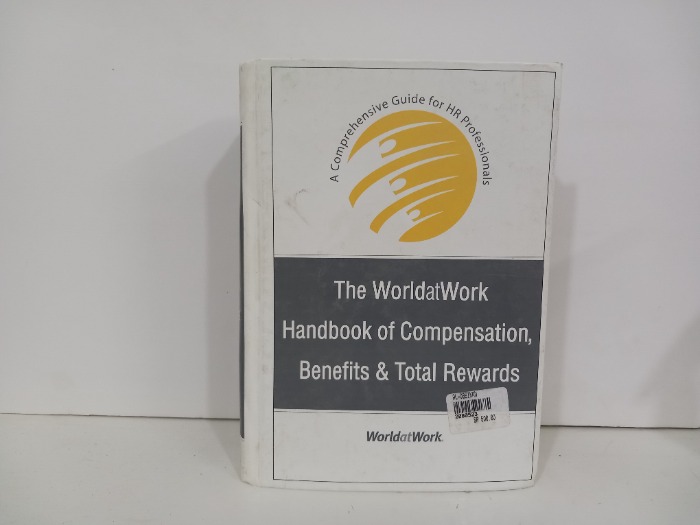 A Comprehensive Guide for HR Professionals
The WorldatWork
Handbook of Compensation,
Benefits & Total Rewards
WorldatWork.